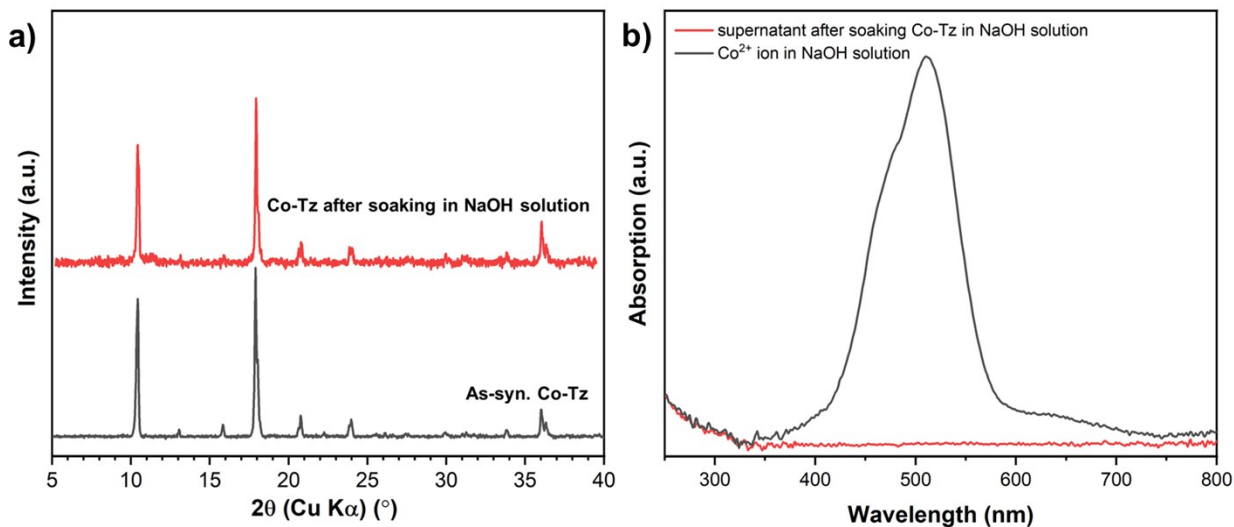 a)
Intensity (a.u.)
Co-Tz after soaking in NaOH solution
As-syn. Co-Tz
5 10 15 20 25 30 35 40
2θ (Cu Kα) (°)
b)
supernatant after soaking Co-Tz in NaOH solution
Co²⁺ ion in NaOH solution
Absorption (a.u.)
300 400 500 600 700 800
Wavelength (nm)